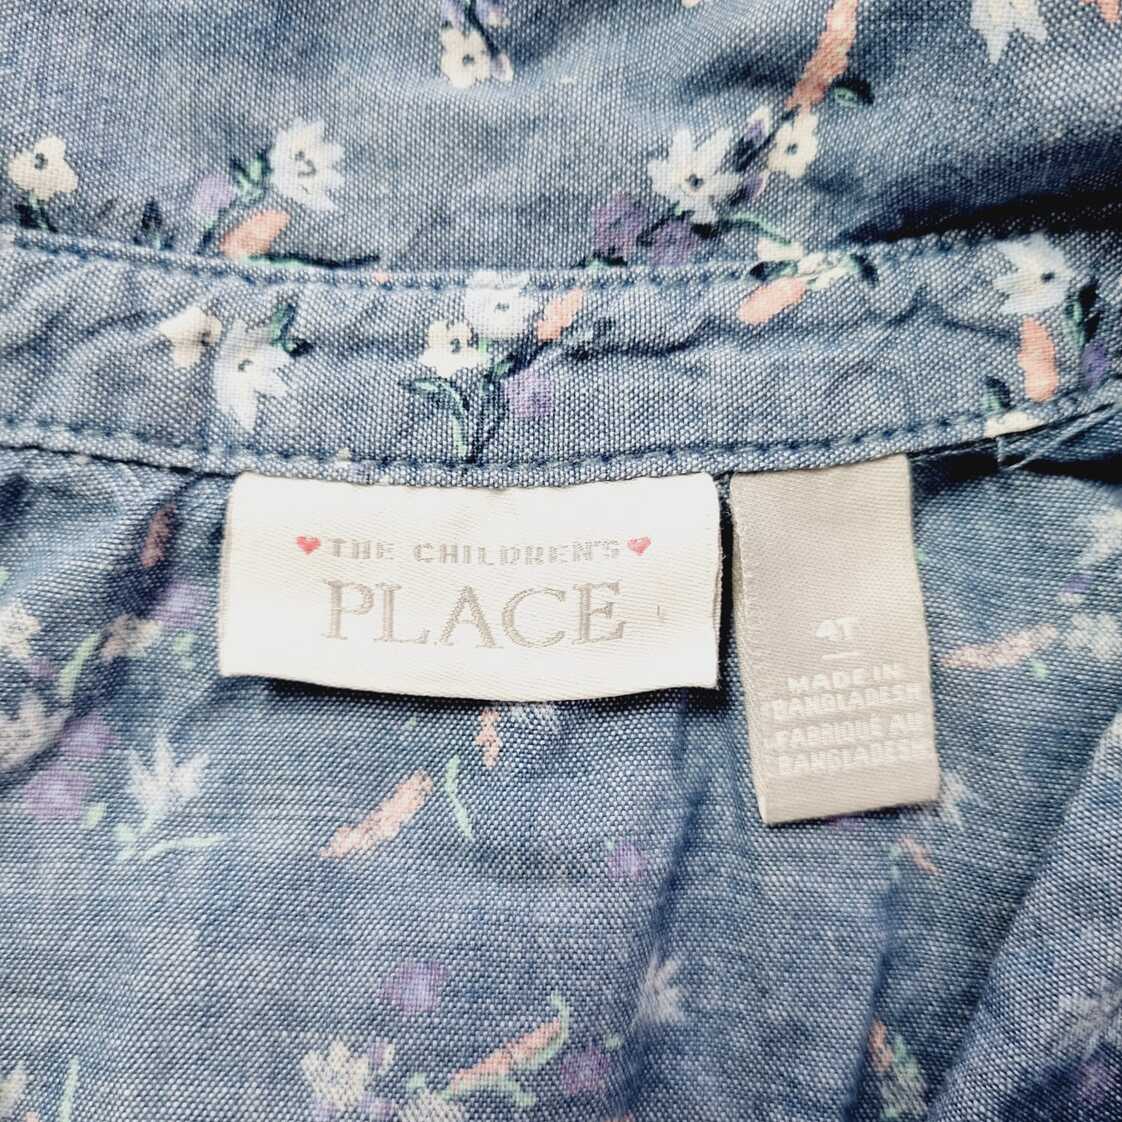 THE CHILDREN'S
PLACE
4T
MADE IN
BANGLADESH
FABRIQUÉ AU
BANGLADESH